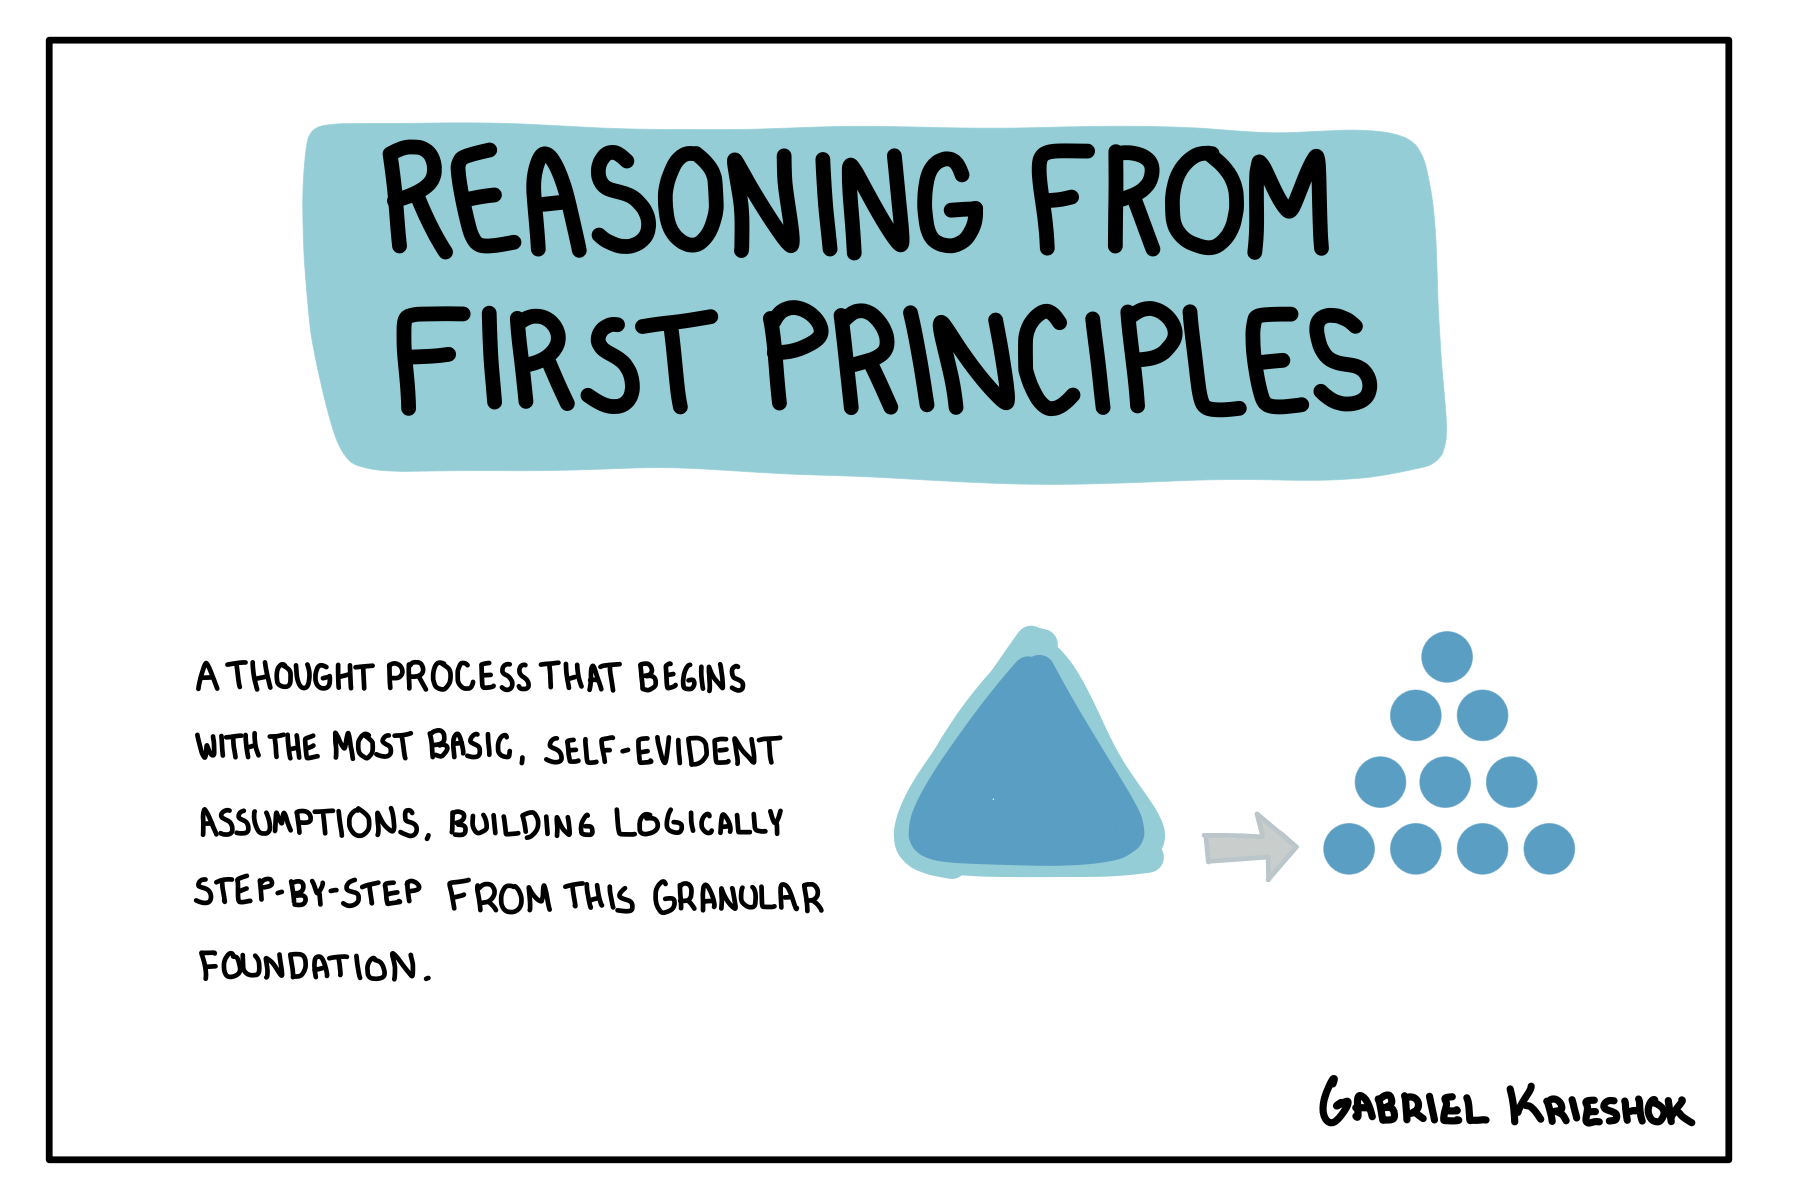 REASONING FROM
FIRST PRINCIPLES
A THOUGHT PROCESS THAT BEGINS
WITH THE MOST BASIC, SELF-EVIDENT
ASSUMPTIONS, BUILDING LOGICALLY
STEP-BY-STEP FROM THIS GRANULAR
FOUNDATION.
GABRIEL KRIESHOK